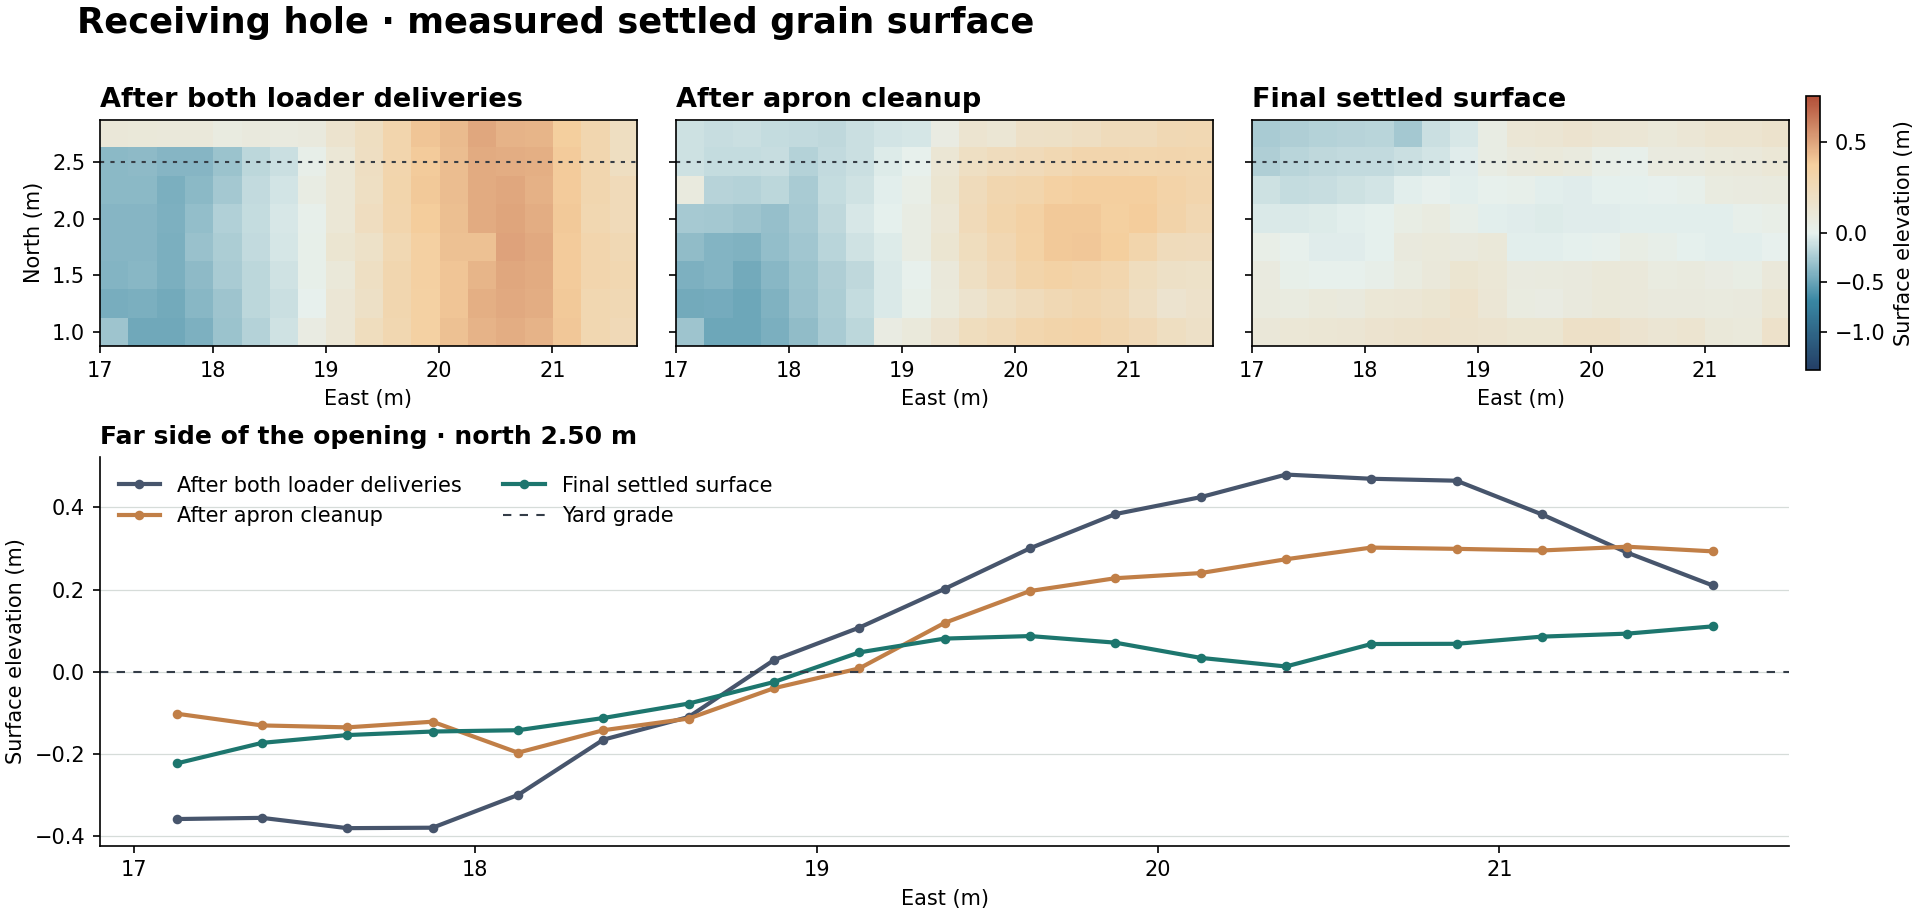 Receiving hole · measured settled grain surface
After both loader deliveries
After apron cleanup
Final settled surface
North (m)
2.5
2.0
1.5
1.0
17 18 19 20 21
East (m)
17 18 19 20 21
East (m)
17 18 19 20 21
East (m)
0.5
0.0
−0.5
−1.0
Surface elevation (m)
Far side of the opening · north 2.50 m
After both loader deliveries
After apron cleanup
Final settled surface
Yard grade
Surface elevation (m)
0.4
0.2
0.0
−0.2
−0.4
17 18 19 20 21
East (m)